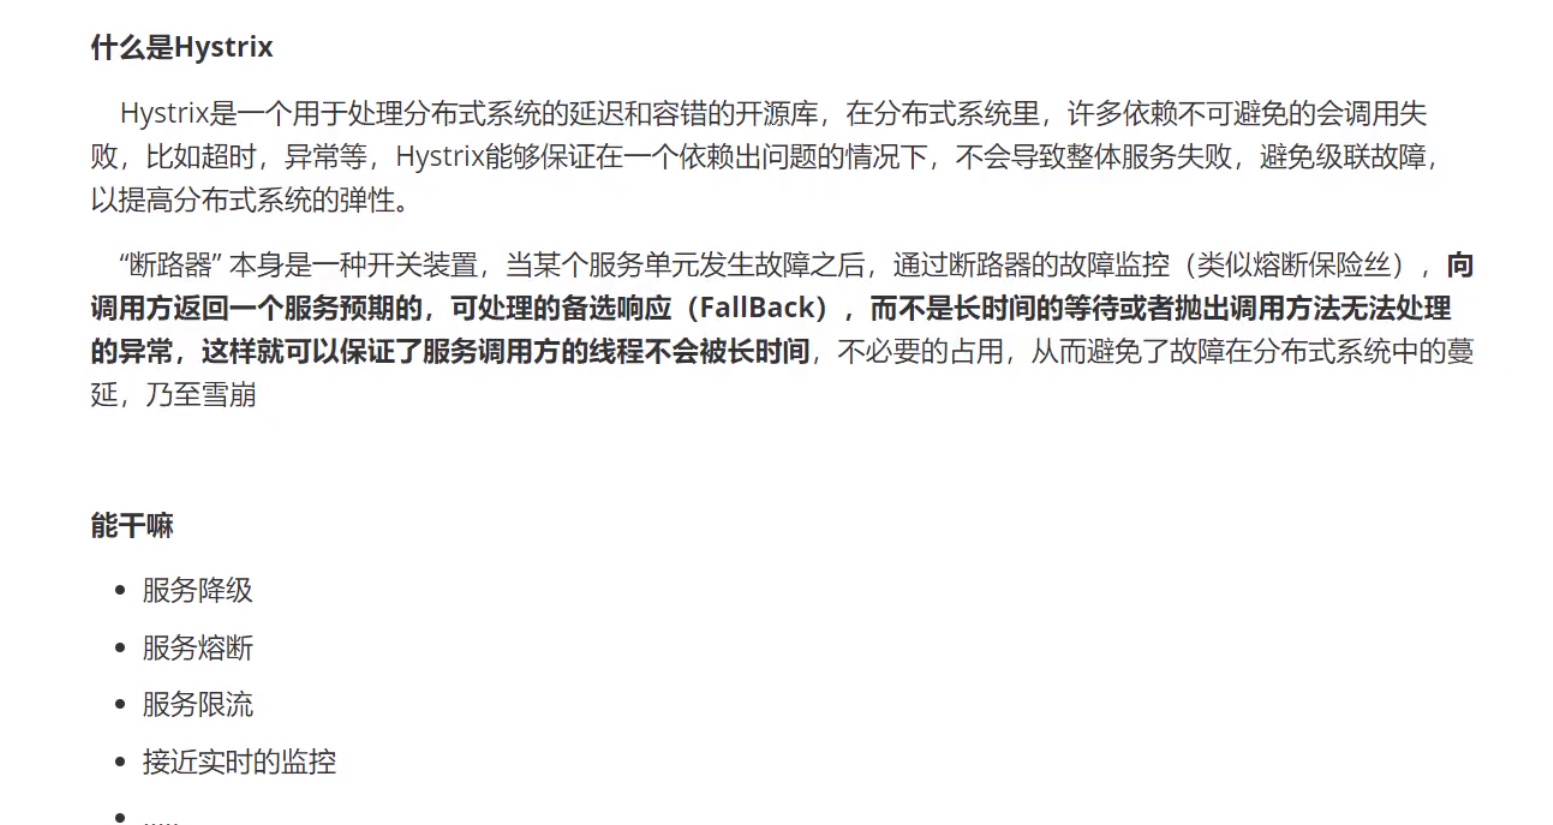 什么是Hystrix
Hystrix是一个用于处理分布式系统的延迟和容错的开源库，在分布式系统里，许多依赖不可避免的会调用失
败，比如超时，异常等，Hystrix能够保证在一个依赖出问题的情况下，不会导致整体服务失败，避免级联故障，
以提高分布式系统的弹性。
“断路器” 本身是一种开关装置，当某个服务单元发生故障之后，通过断路器的故障监控（类似熔断保险丝），向
调用方返回一个服务预期的，可处理的备选响应（FallBack），而不是长时间的等待或者抛出调用方法无法处理
的异常，这样就可以保证了服务调用方的线程不会被长时间，不必要的占用，从而避免了故障在分布式系统中的蔓
延，乃至雪崩
能干嘛
服务降级
服务熔断
服务限流
接近实时的监控
.....